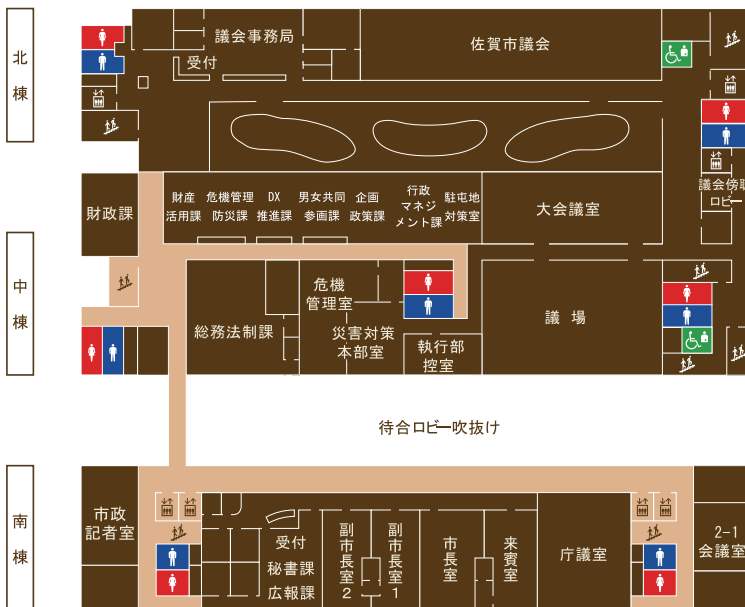 北棟
議会事務局
受付
佐賀市議会
議会傍聴
ロビー
中棟
財政課
財産
活用課
危機管理
防災課
DX
推進課
男女共同
参画課
企画
政策課
行政
マネジ
メント課
駐屯地
対策室
大会議室
総務法制課
危機
管理室
災害対策
本部室
執行部
控室
議場
待合ロビー吹抜け
南棟
市政
記者室
受付
秘書課
広報課
副市長室2
副市長室1
市長室
来賓室
庁議室
2-1
会議室